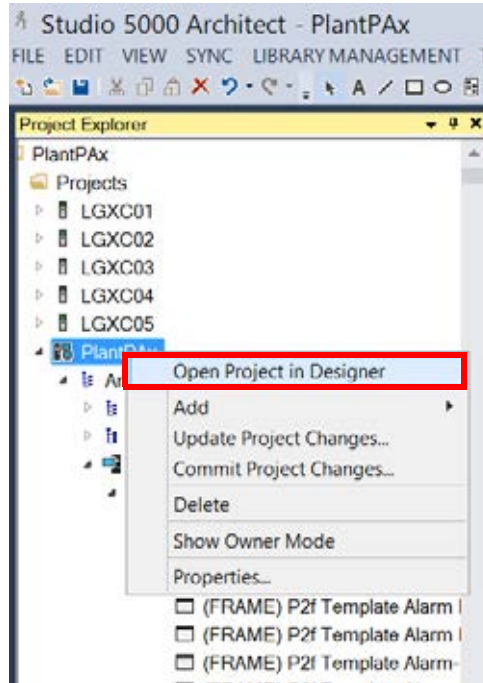 Studio 5000 Architect - PlantPAx
FILE EDIT VIEW SYNC LIBRARY MANAGEMENT
Project Explorer
PlantPAx
Projects
LGXC01
LGXC02
LGXC03
LGXC04
LGXC05
PlantPAx
Open Project in Designer
Add
Update Project Changes...
Commit Project Changes...
Delete
Show Owner Mode
Properties...
(FRAME) P2f Template Alarm
(FRAME) P2f Template Alarm
(FRAME) P2f Template Alarm-